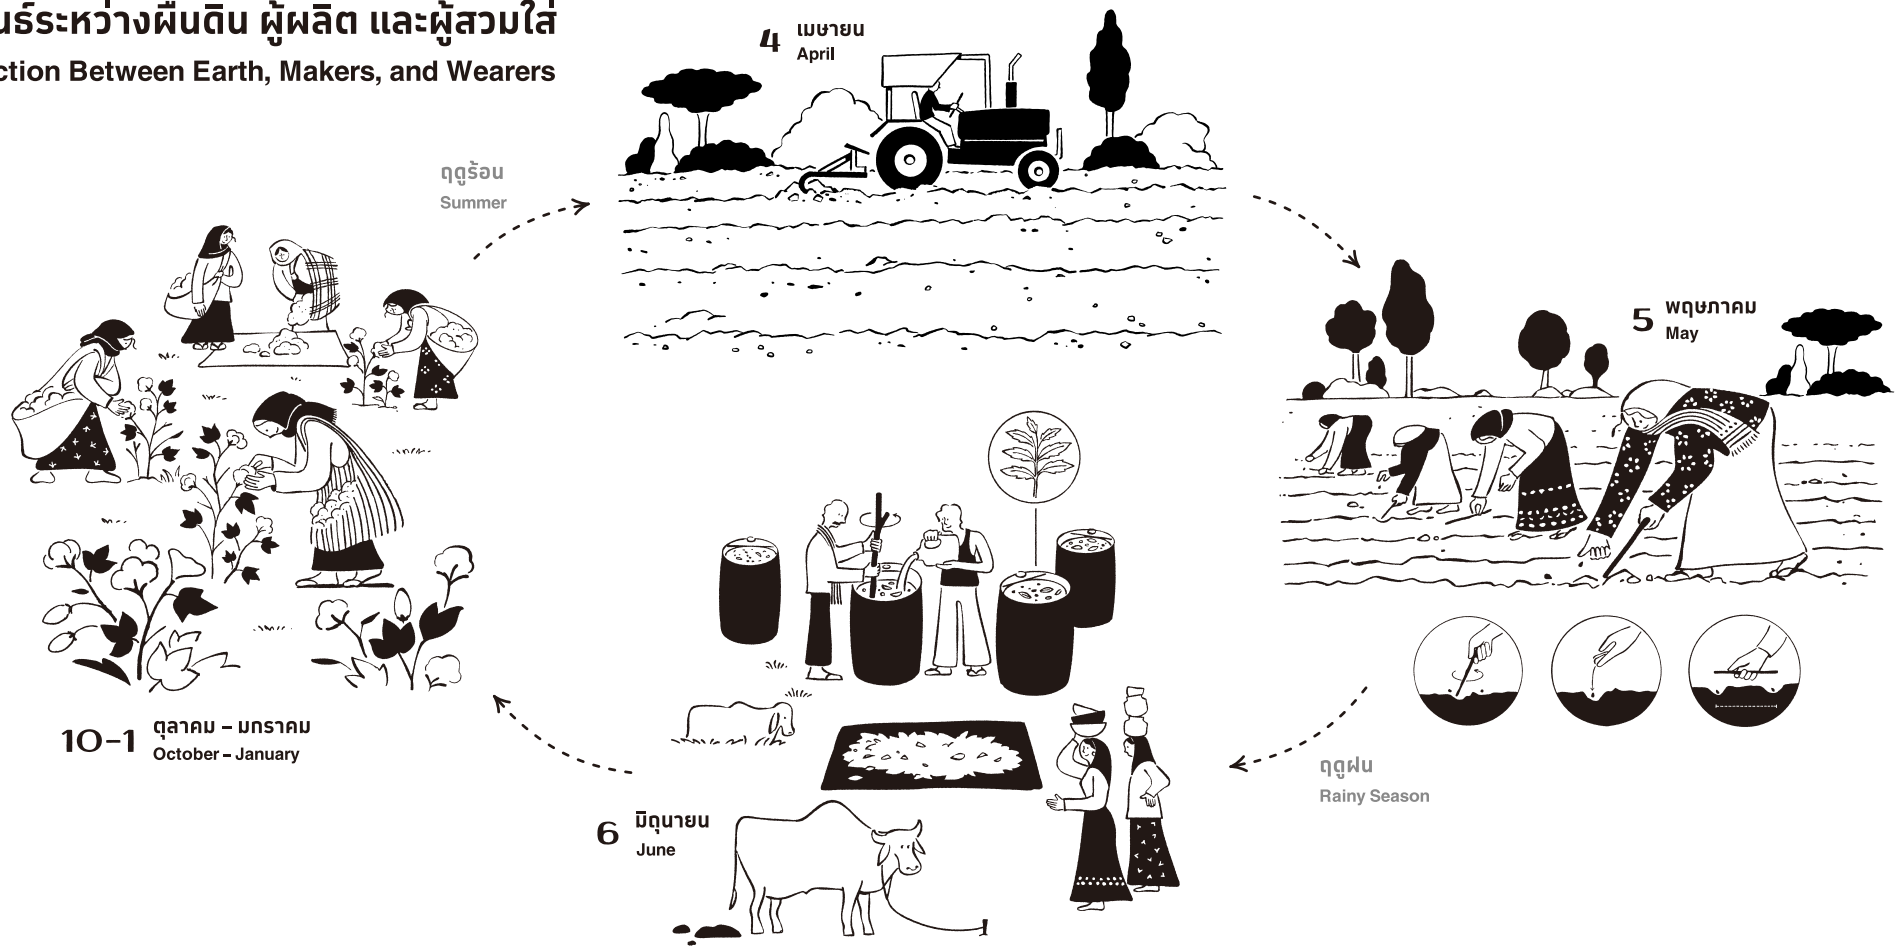 ระหว่างผืนดิน ผู้ผลิต และผู้สวมใส่
Between Earth, Makers, and Wearers
4
เมษายน
April
ฤดูร้อน
Summer
5
พฤษภาคม
May
10-1
ตุลาคม – มกราคม
October – January
ฤดูฝน
Rainy Season
6
มิถุนายน
June